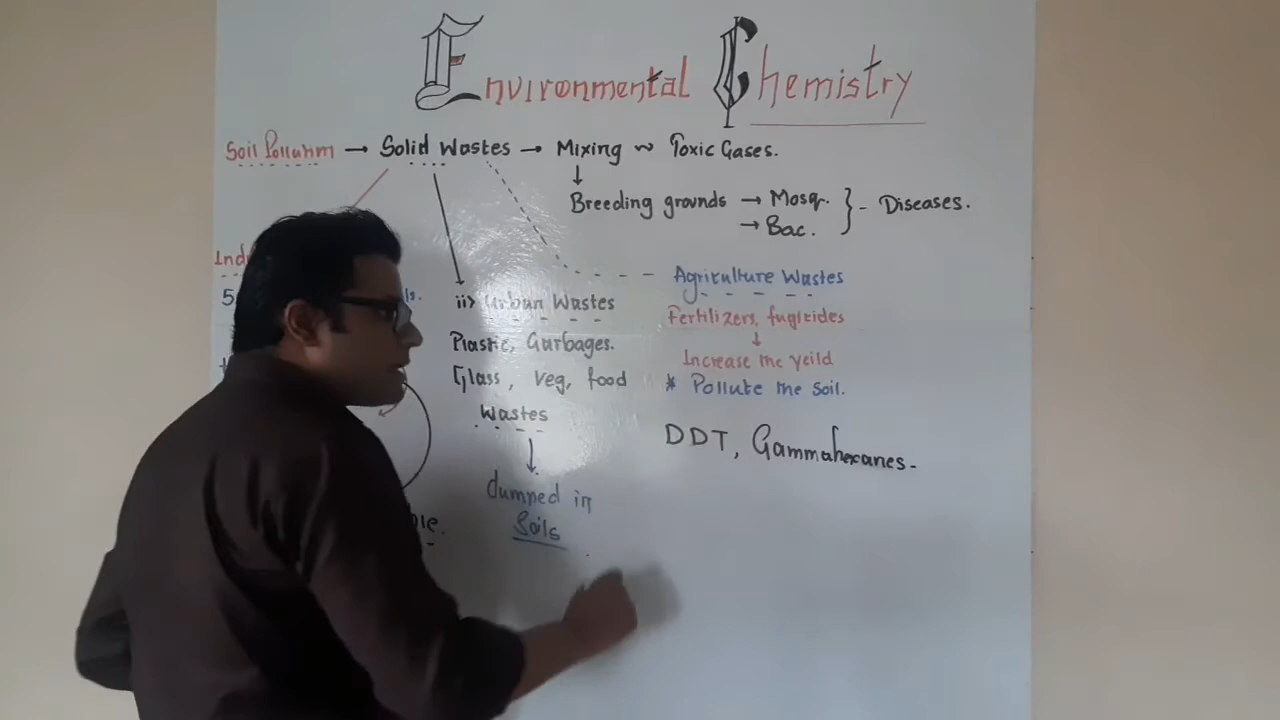 Environmental Chemistry
Soil Pollution → Solid Wastes → Mixing ~ Toxic Gases.
↓
Breeding grounds → Mosq. } - Diseases.
→ Bac.
ii> Urban Wastes
Plastic, Garbages.
Glass, Veg, food
Wastes
↓
dumped in
Soils
Agriculture Wastes
Fertilizers, fugicides
↓
Increase the yeild
* Pollute the Soil.
DDT, Gammahexanes-